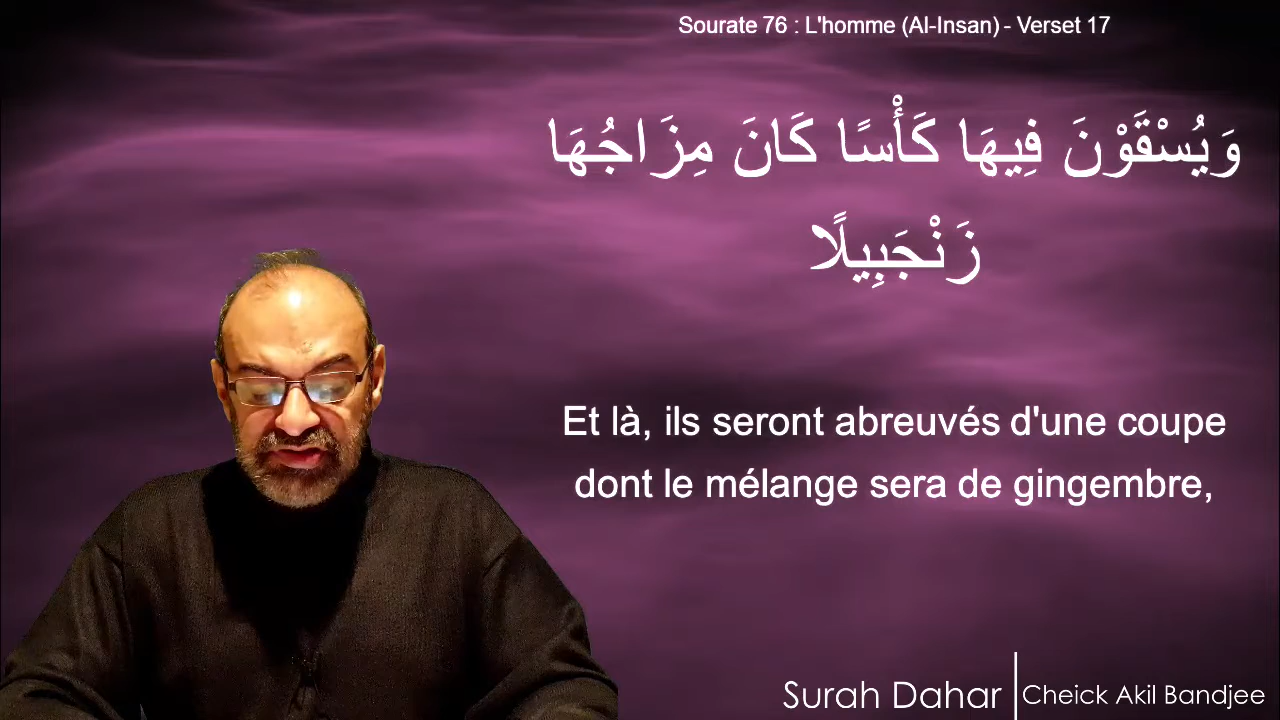 Sourate 76 : L'homme (Al-Insan) - Verset 17
وَيُسْقَوْنَ فِيهَا كَأْسًا كَانَ مِزَاجُهَا
زَنْجَبِيلًا
Et là, ils seront abreuvés d'une coupe
dont le mélange sera de gingembre,
Surah Dahar | Cheick Akil Bandjee